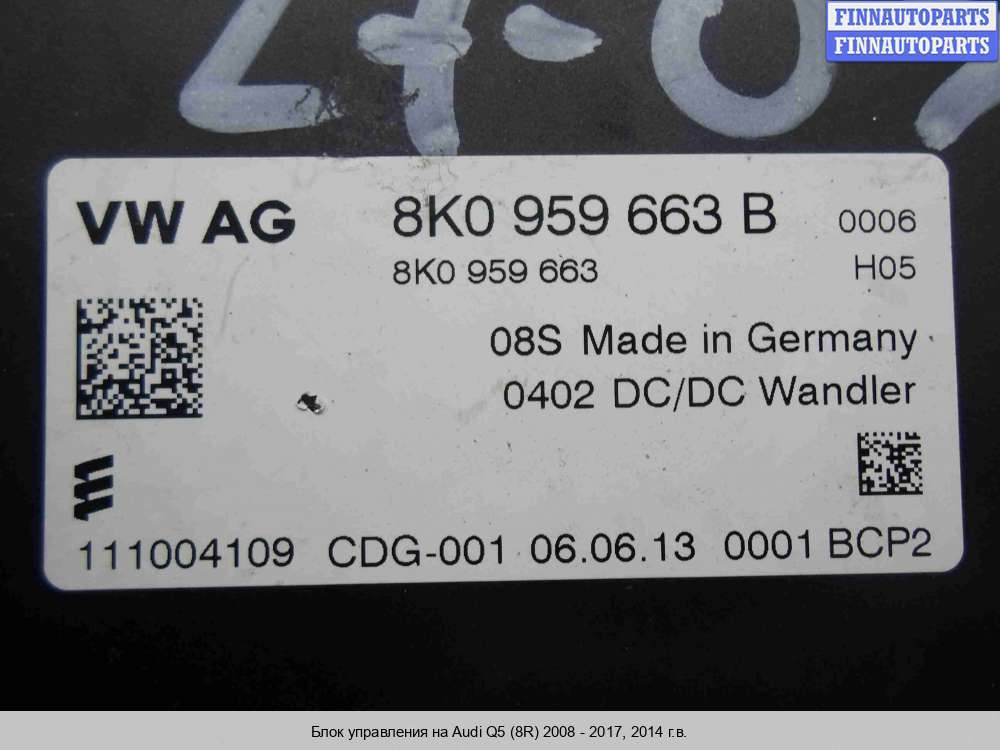 FINNAUTOPARTS
FINNAUTOPARTS
VW AG 8K0 959 663 B 0006
8K0 959 663 H05
08S Made in Germany
0402 DC/DC Wandler
111004109 CDG-001 06.06.13 0001 BCP2
Блок управления на Audi Q5 (8R) 2008 - 2017, 2014 г.в.